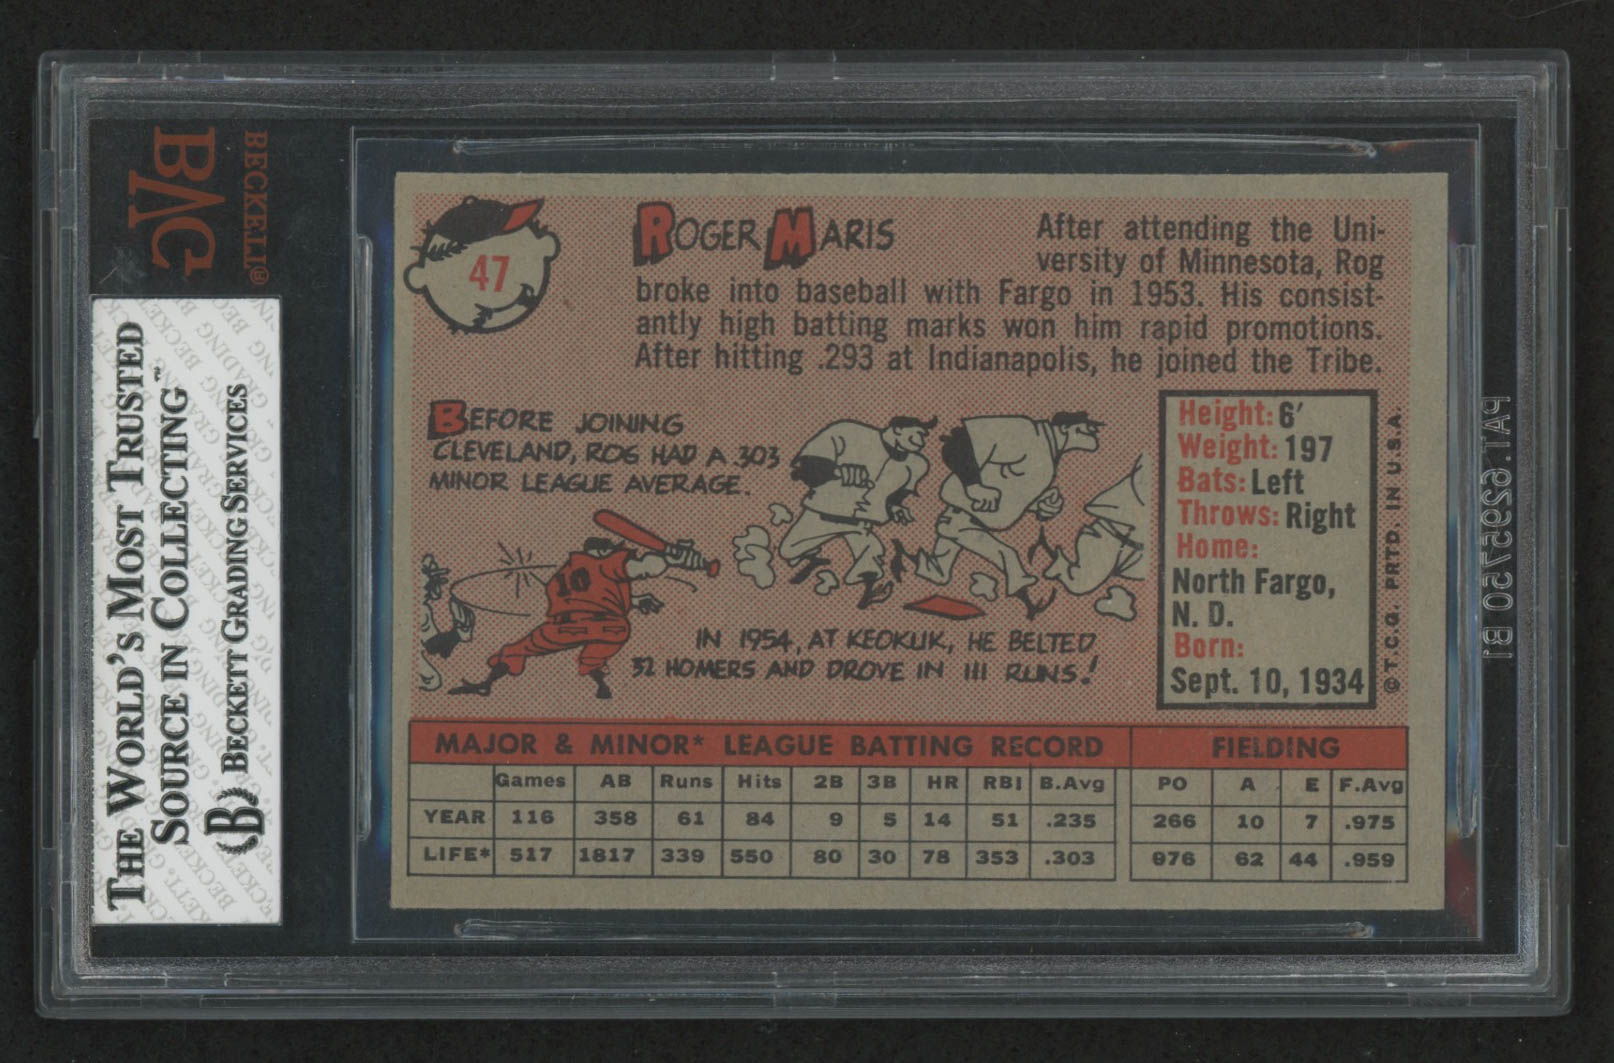 BECKETT®
BVG
THE WORLD'S MOST TRUSTED
SOURCE IN COLLECTING™
B BECKETT GRADING SERVICES
47
ROGER MARIS
After attending the Uni-
versity of Minnesota, Rog
broke into baseball with Fargo in 1953. His consist-
antly high batting marks won him rapid promotions.
After hitting .293 at Indianapolis, he joined the Tribe.
BEFORE JOINING
CLEVELAND, ROG HAD A .303
MINOR LEAGUE AVERAGE.
10
IN 1954, AT KEOKUK, HE BELTED
32 HOMERS AND DROVE IN 111 RUNS!
Height: 6'
Weight: 197
Bats: Left
Throws: Right
Home:
North Fargo,
N. D.
Born:
Sept. 10, 1934
© T.C.G. PRTD. IN U.S.A.
MAJOR & MINOR* LEAGUE BATTING RECORD FIELDING
Games AB Runs Hits 2B 3B HR RBI B.Avg PO A E F.Avg
YEAR 116 358 61 84 9 5 14 51 .235 266 10 7 .975
LIFE* 517 1817 339 550 80 30 78 353 .303 976 62 44 .959
PAT. 6295750 B1